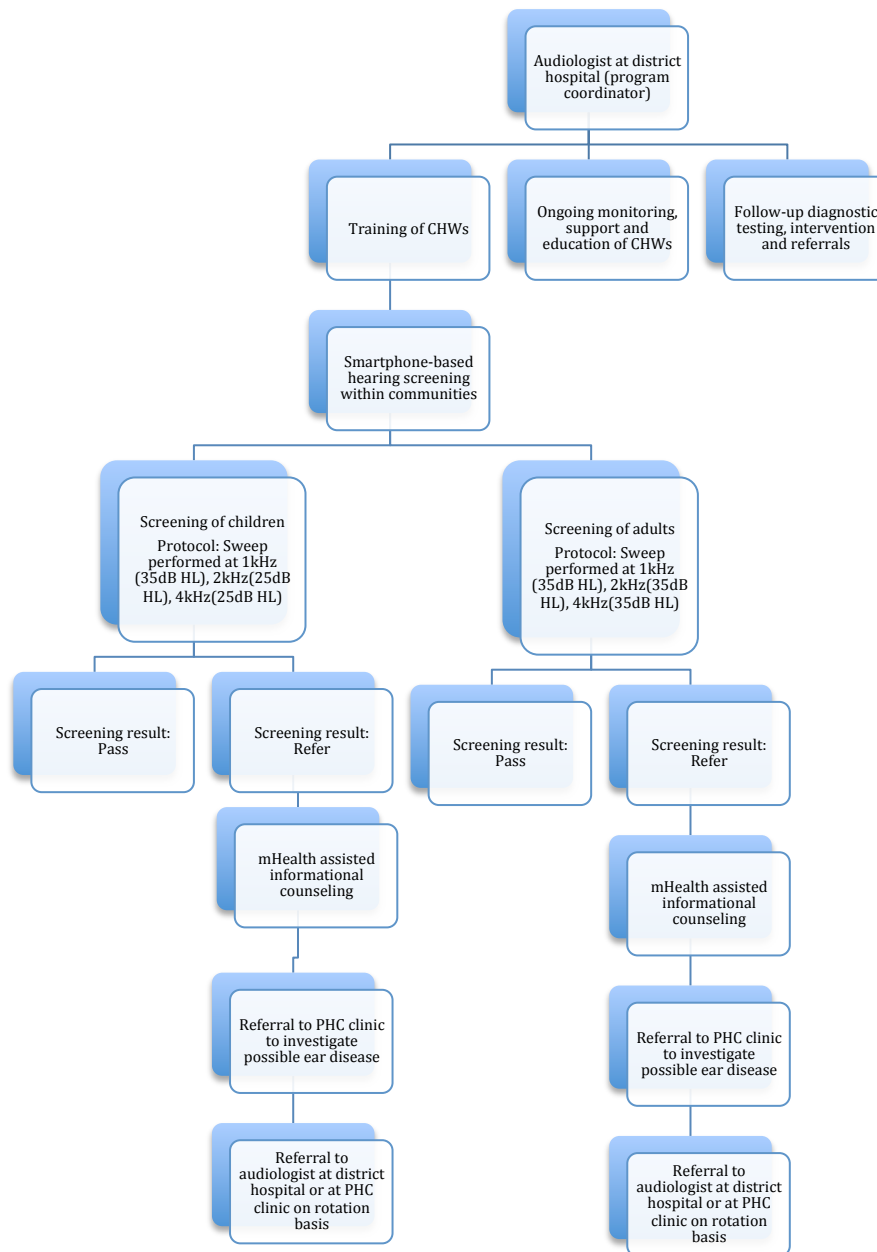 Audiologist at district
hospital (program
coordinator)
Training of CHWs
Ongoing monitoring,
support and
education of CHWs
Follow-up diagnostic
testing, intervention
and referrals
Smartphone-based
hearing screening
within communities
Screening of children
Protocol: Sweep
performed at 1kHz
(35dB HL), 2kHz(25dB
HL), 4kHz(25dB HL)
Screening of adults
Protocol: Sweep
performed at 1kHz
(35dB HL), 2kHz(35dB
HL), 4kHz(35dB HL)
Screening result:
Pass
Screening result:
Refer
Screening result:
Pass
Screening result:
Refer
mHealth assisted
informational
counseling
mHealth assisted
informational
counseling
Referral to PHC clinic
to investigate
possible ear disease
Referral to PHC clinic
to investigate
possible ear disease
Referral to
audiologist at district
hospital or at PHC
clinic on rotation
basis
Referral to
audiologist at district
hospital or at PHC
clinic on rotation
basis